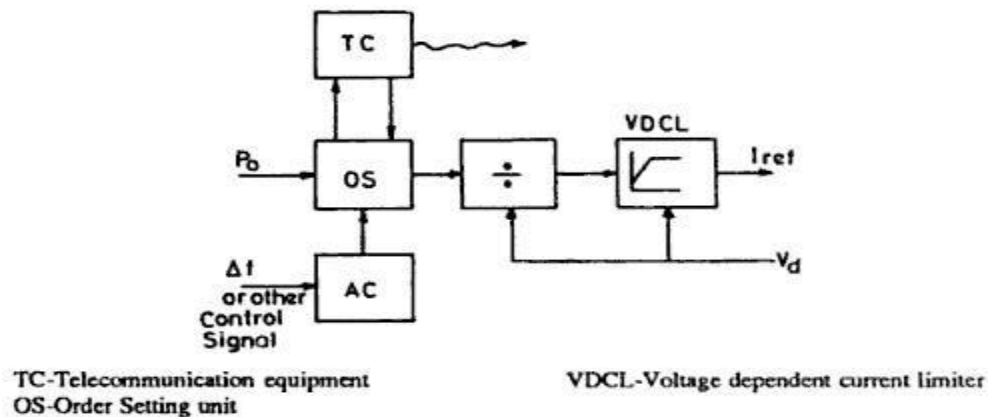 TC
VDCL
Po
OS
÷
Iref
Δf
or other
Control
Signal
AC
Vd
TC-Telecommunication equipment
VDCL-Voltage dependent current limiter
OS-Order Setting unit